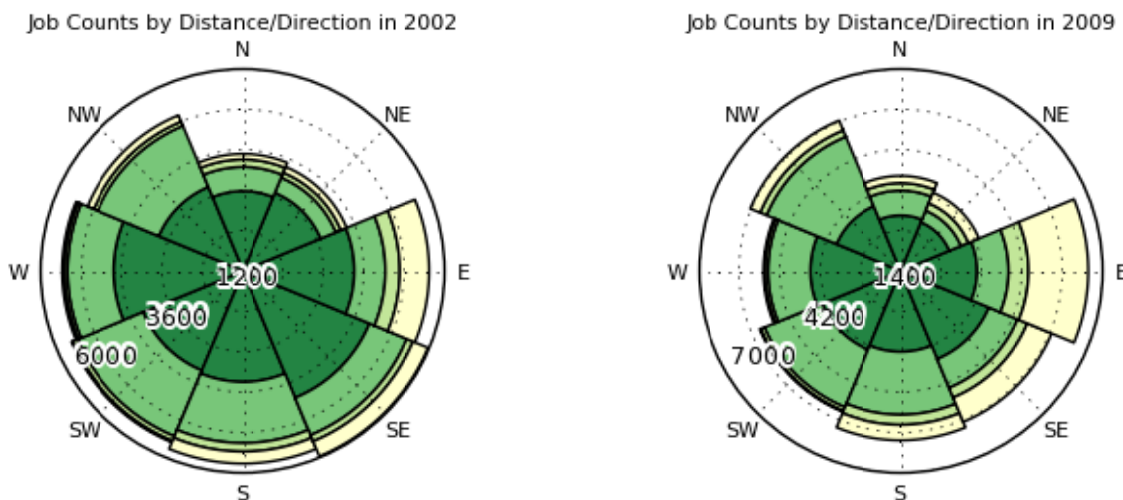 Job Counts by Distance/Direction in 2002
N
NW
NE
W
1200
E
3600
6000
SW
SE
S
Job Counts by Distance/Direction in 2009
N
NW
NE
W
1400
E
4200
7000
SW
SE
S